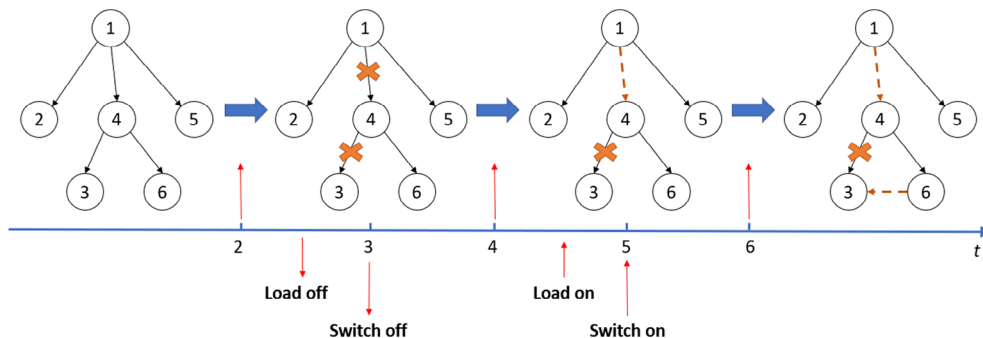 1 1 1 1
2 4 5 2 4 5 2 4 5 2 4 5
3 6 3 6 3 6 3 6
2 3 4 5 6 t
Load off Load on
Switch off Switch on